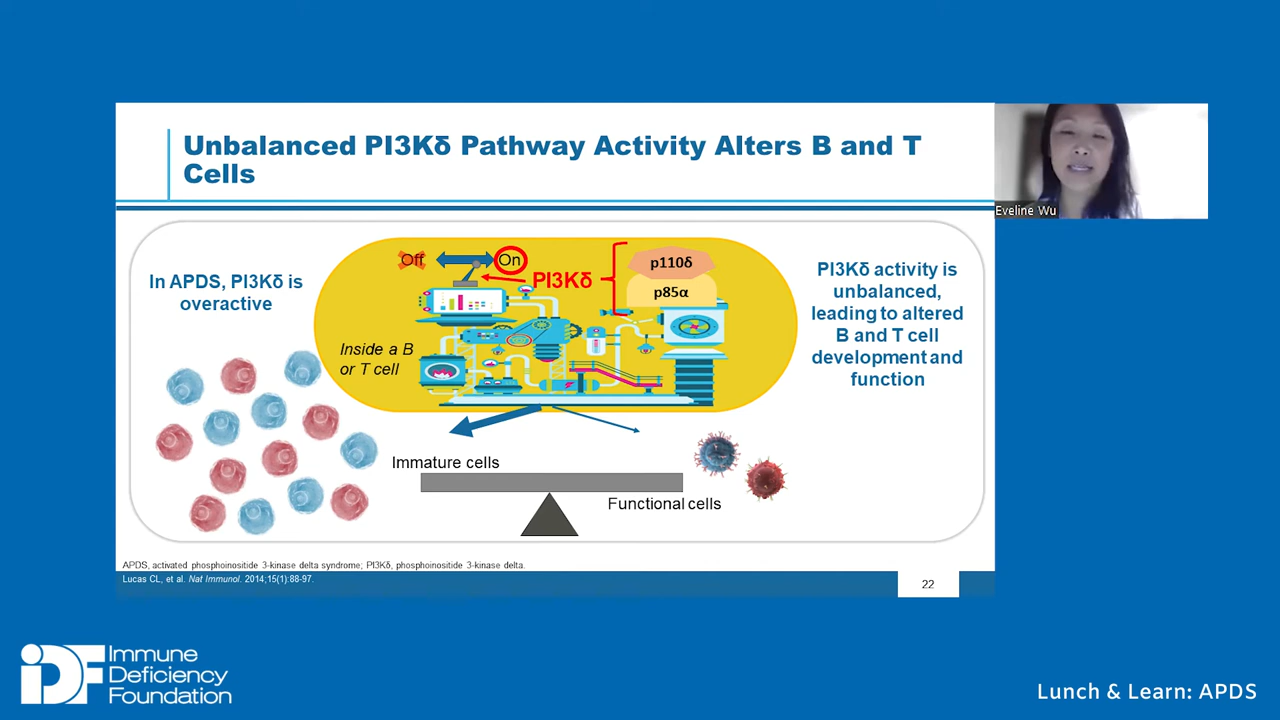 Unbalanced PI3Kδ Pathway Activity Alters B and T
Cells
Eveline Wu
In APDS, PI3Kδ is
overactive
Off
On
PI3Kδ
p110δ
p85α
Inside a B
or T cell
PI3Kδ activity is
unbalanced,
leading to altered
B and T cell
development and
function
Immature cells
Functional cells
APDS, activated phosphoinositide 3-kinase delta syndrome; PI3Kδ, phosphoinositide 3-kinase delta.
Lucas CL, et al. Nat Immunol. 2014;15(1):88-97.
22
IDF
Immune
Deficiency
Foundation
Lunch & Learn: APDS